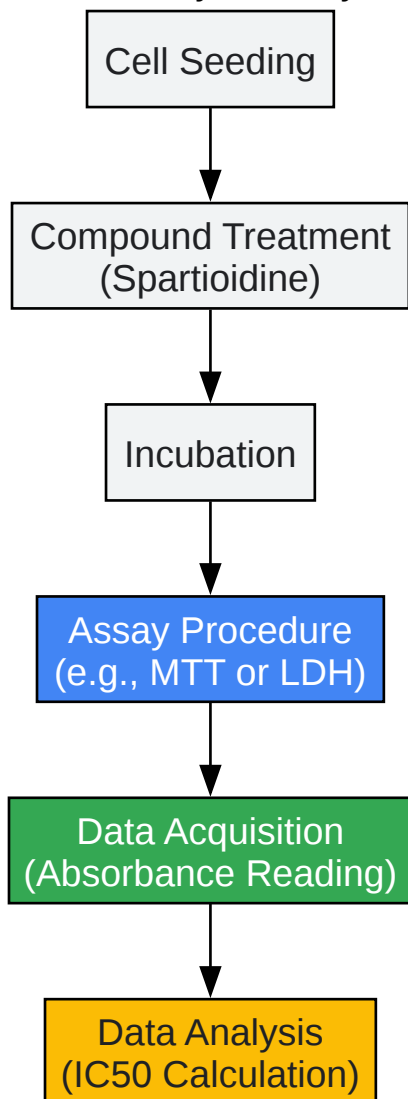 Cell Seeding
Compound Treatment
(Spartioidine)
Incubation
Assay Procedure
(e.g., MTT or LDH)
Data Acquisition
(Absorbance Reading)
Data Analysis
(IC50 Calculation)